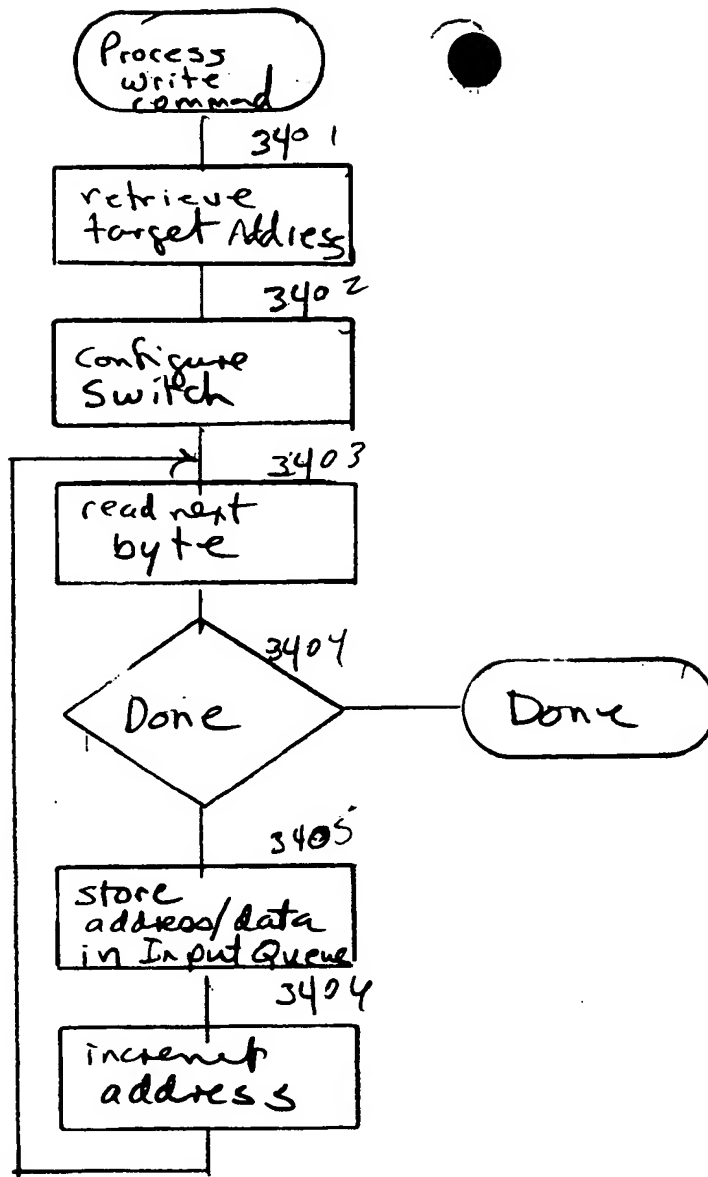 Process
write
command
3401
retrieve
target Address
3402
configure
Switch
3403
read next
byte
3404
Done
Done
3405
store
address/data
in Input Queue
3404
incremet
address